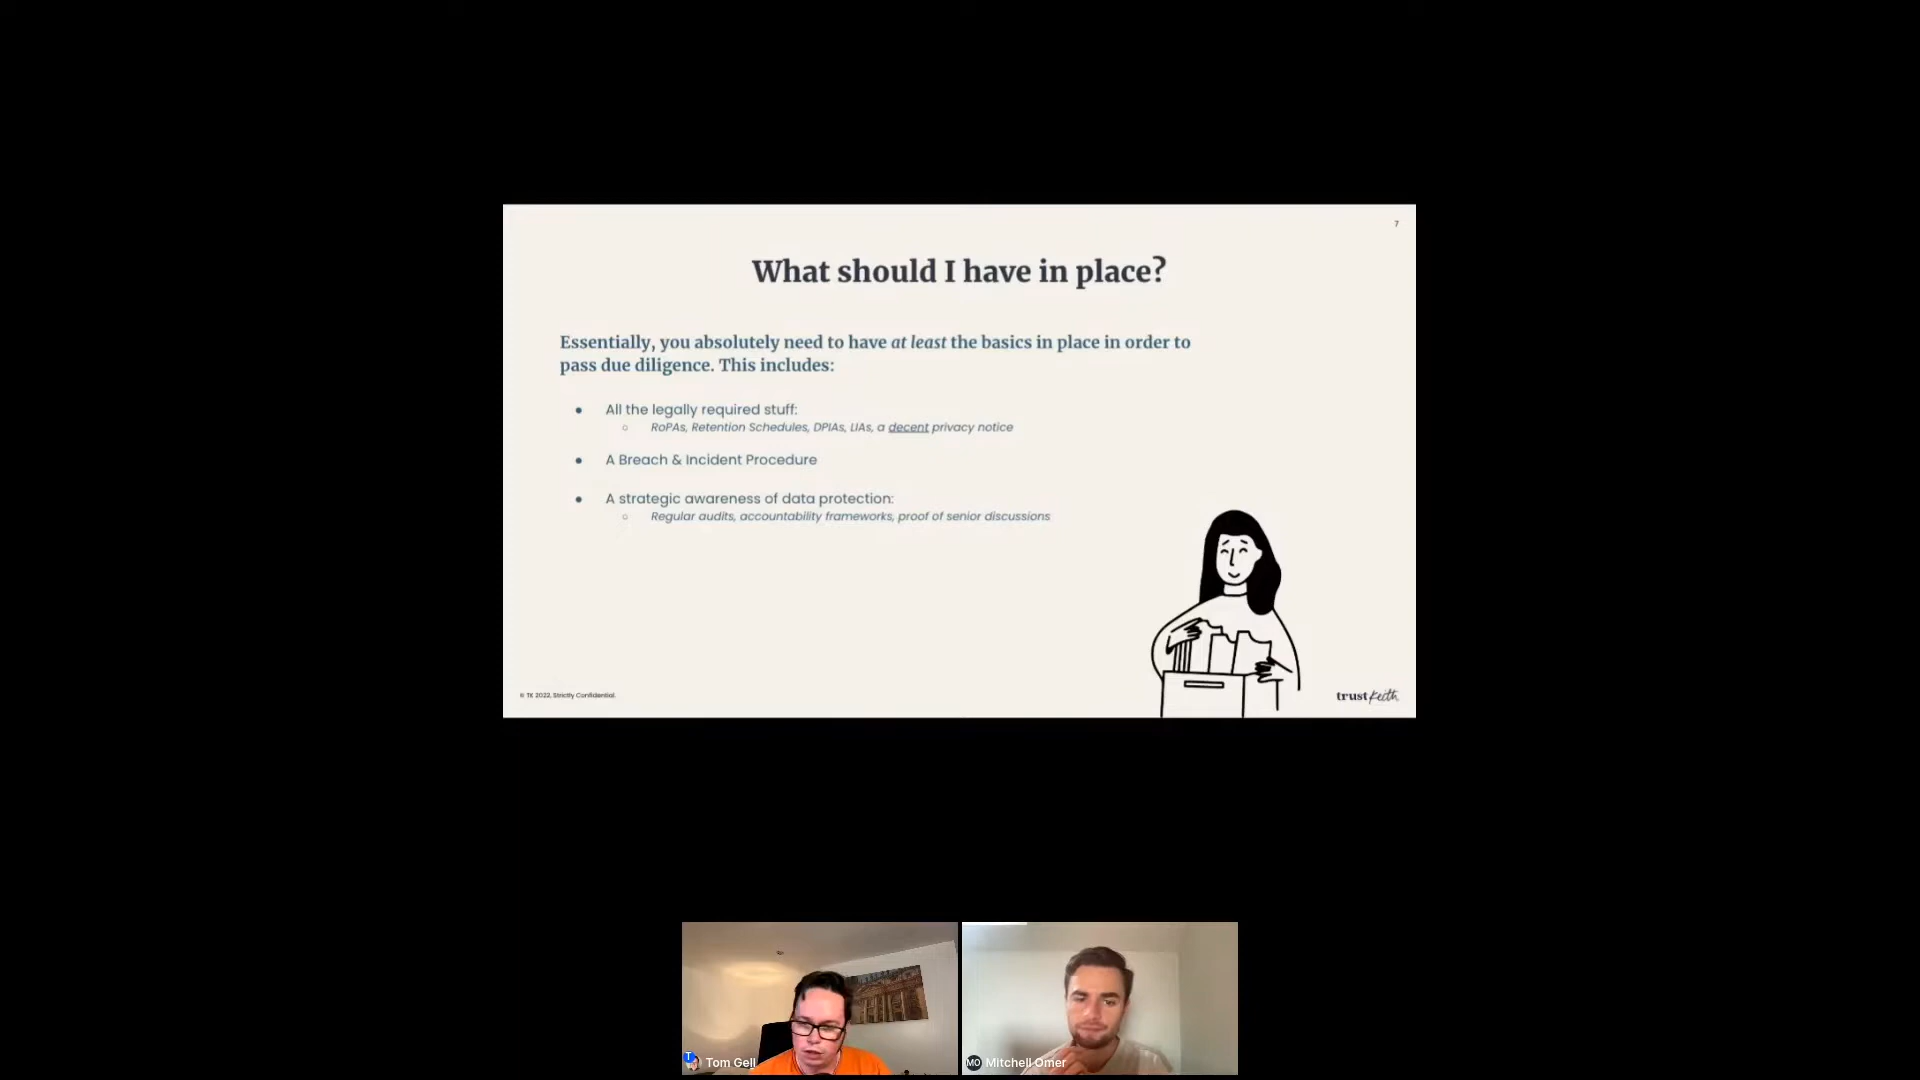 7
What should I have in place?
Essentially, you absolutely need to have at least the basics in place in order to
pass due diligence. This includes:
● All the legally required stuff:
○ RoPAs, Retention Schedules, DPIAs, LIAs, a decent privacy notice
● A Breach & Incident Procedure
● A strategic awareness of data protection:
○ Regular audits, accountability frameworks, proof of senior discussions
© TK 2022, Strictly Confidential.
trust Keith
T Tom Gell
MO Mitchell Omer